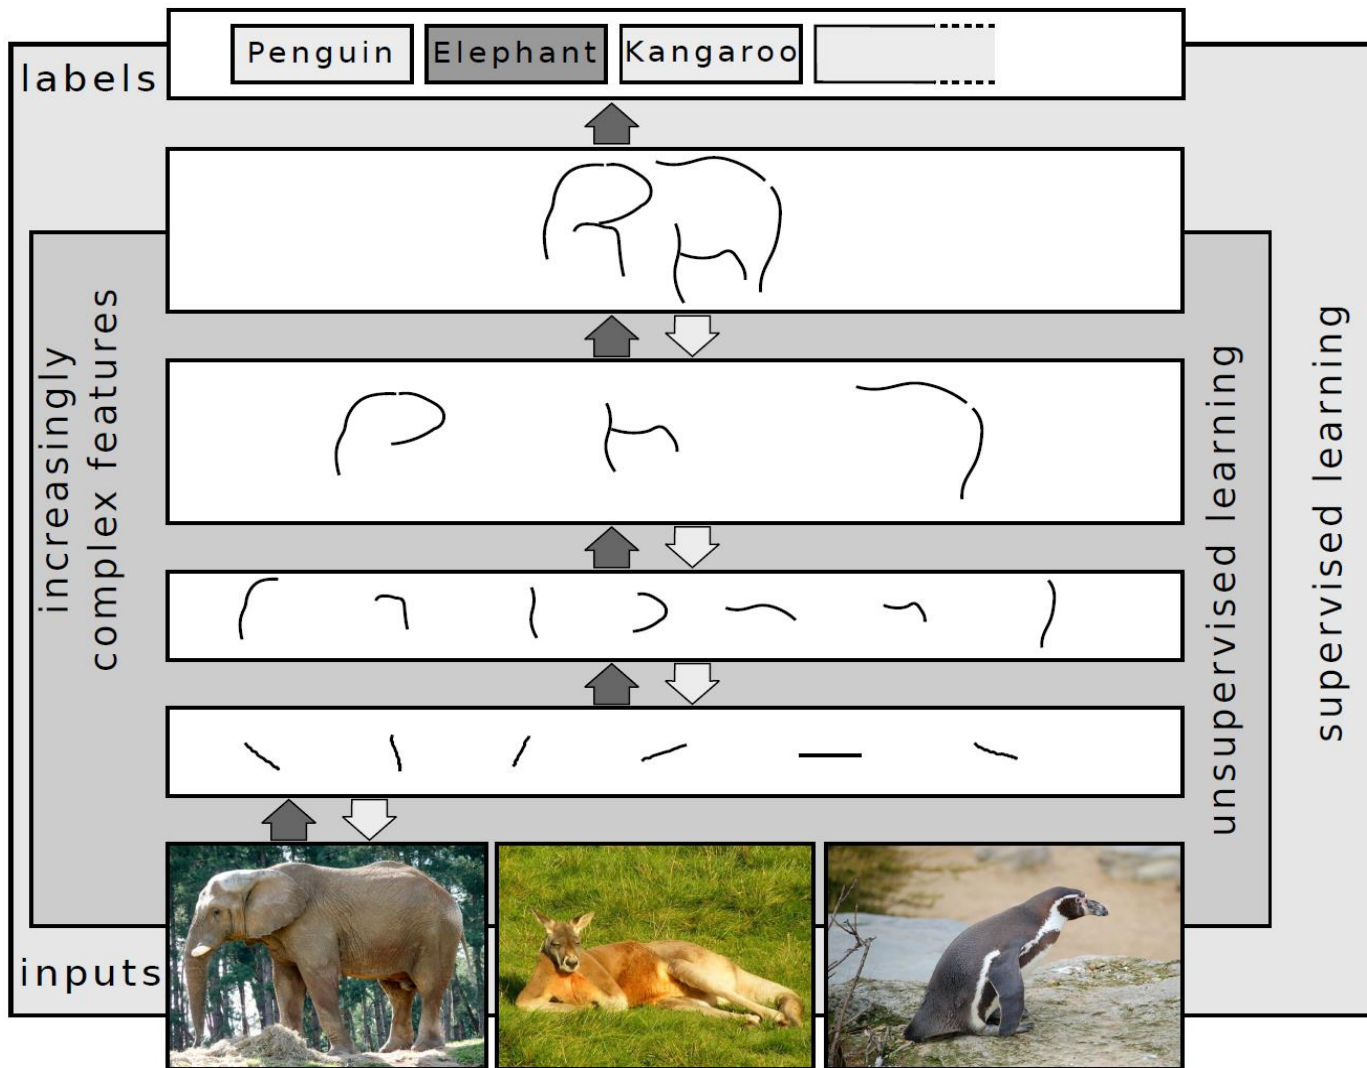 labels
Penguin
Elephant
Kangaroo
increasingly
complex features
unsupervised learning
supervised learning
inputs